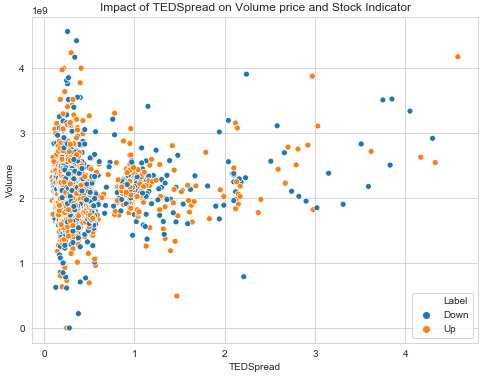 Impact of TEDSpread on Volume price and Stock Indicator
1e9
4
3
2
1
0
Volume
0
1
2
3
4
TEDSpread
Label
Down
Up